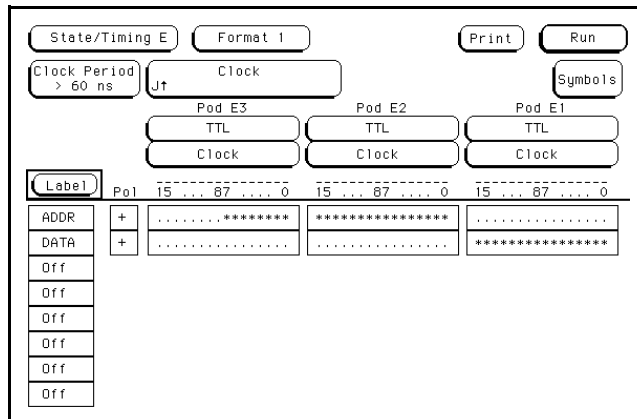 State/Timing E Format 1 Print Run
Clock Period > 60 ns
Clock J↑
Symbols
Pod E3 Pod E2 Pod E1
TTL TTL TTL
Clock Clock Clock
Label Pol 15 ... 87 .... 0 15 ... 87 .... 0 15 ... 87 .... 0
ADDR + ........******** **************** ................
DATA + ................ ................ ****************
Off
Off
Off
Off
Off
Off